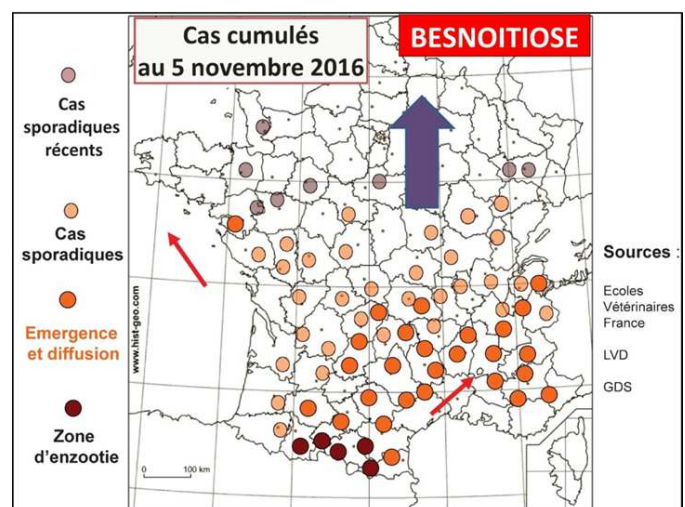 Cas cumulés
au 5 novembre 2016
BESNOITIOSE
Cas
sporadiques
récents
Cas
sporadiques
Emergence
et diffusion
Zone
d'enzootie
www.hist-geo.com
0 100 km
Sources :
Ecoles
Vétérinaires
France
LVD
GDS